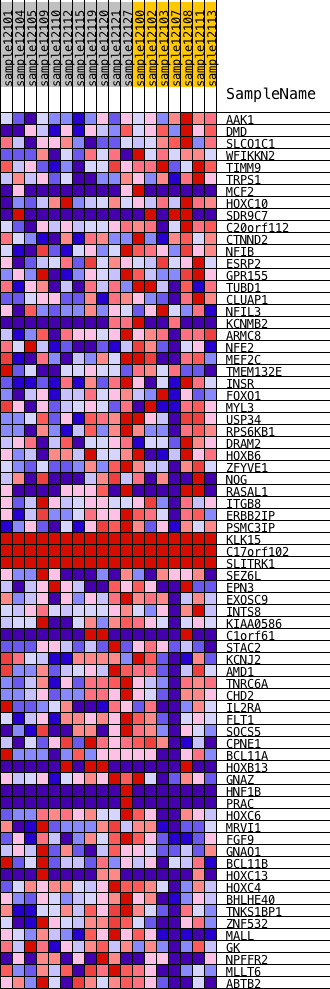 sample12101
sample12104
sample12105
sample12109
sample12110
sample12112
sample12115
sample12119
sample12120
sample12121
sample12122
sample12100
sample12102
sample12103
sample12107
sample12108
sample12111
sample12113
SampleName
AAK1
DMD
SLCO1C1
WFIKKN2
TIMM9
TRPS1
MCF2
HOXC10
SDR9C7
C20orf112
CTNND2
NFIB
ESRP2
GPR155
TUBD1
CLUAP1
NFIL3
KCNMB2
ARMC8
NFE2
MEF2C
TMEM132E
INSR
FOXO1
MYL3
USP34
RPS6KB1
DRAM2
HOXB6
ZFYVE1
NOG
RASAL1
ITGB8
ERBB2IP
PSMC3IP
KLK15
C17orf102
SLITRK1
SEZ6L
EPN3
EXOSC9
INTS8
KIAA0586
C1orf61
STAC2
KCNJ2
AMD1
TNRC6A
CHD2
IL2RA
FLT1
SOCS5
CPNE1
BCL11A
HOXB13
GNAZ
HNF1B
PRAC
HOXC6
MRVI1
FGF9
GNAO1
BCL11B
HOXC13
HOXC4
BHLHE40
TNKS1BP1
ZNF532
MALL
GK
NPFFR2
MLLT6
ABTB2